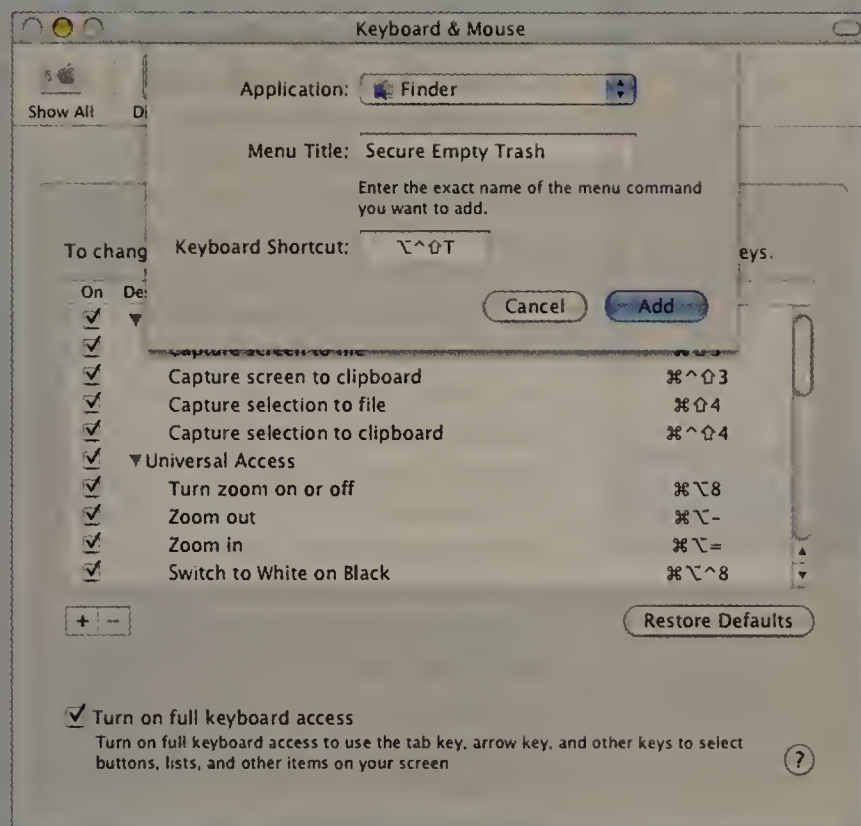 Keyboard & Mouse
Show All
Application: Finder
Menu Title: Secure Empty Trash
Enter the exact name of the menu command
you want to add.
Keyboard Shortcut: ⌥^⇧T
Cancel Add
To chang eys.
On
Capture screen to file
Capture screen to clipboard ⌘^⇧3
Capture selection to file ⌘⇧4
Capture selection to clipboard ⌘^⇧4
▼Universal Access
Turn zoom on or off ⌘⌥8
Zoom out ⌘⌥-
Zoom in ⌘⌥=
Switch to White on Black ⌘⌥^8
+ −
Restore Defaults
Turn on full keyboard access
Turn on full keyboard access to use the tab key, arrow key, and other keys to select
buttons, lists, and other items on your screen
?